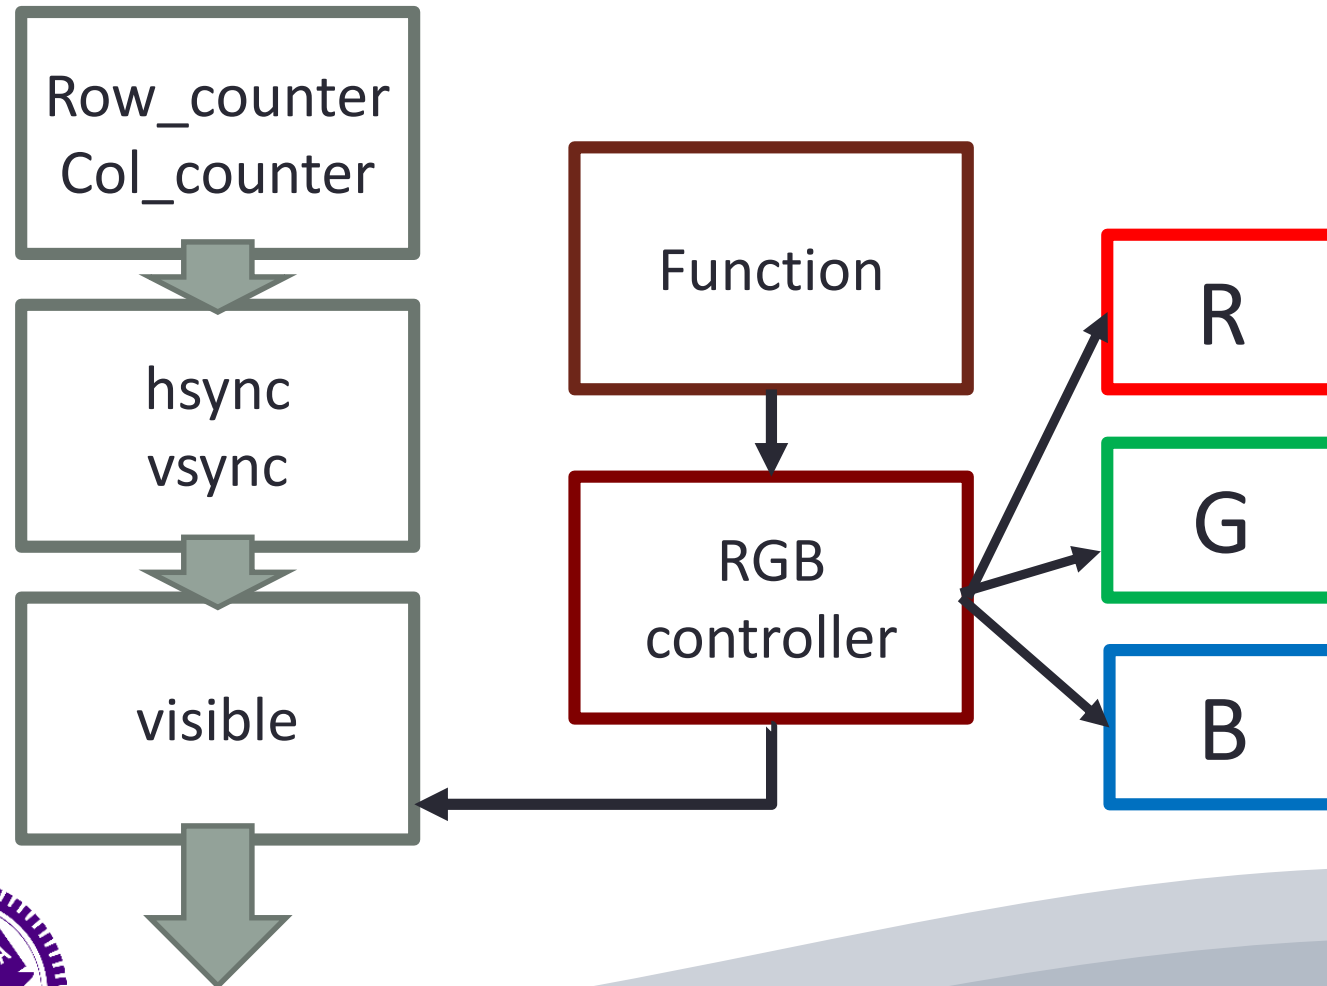 Row_counter
Col_counter
hsync
vsync
visible
Function
RGB
controller
R
G
B